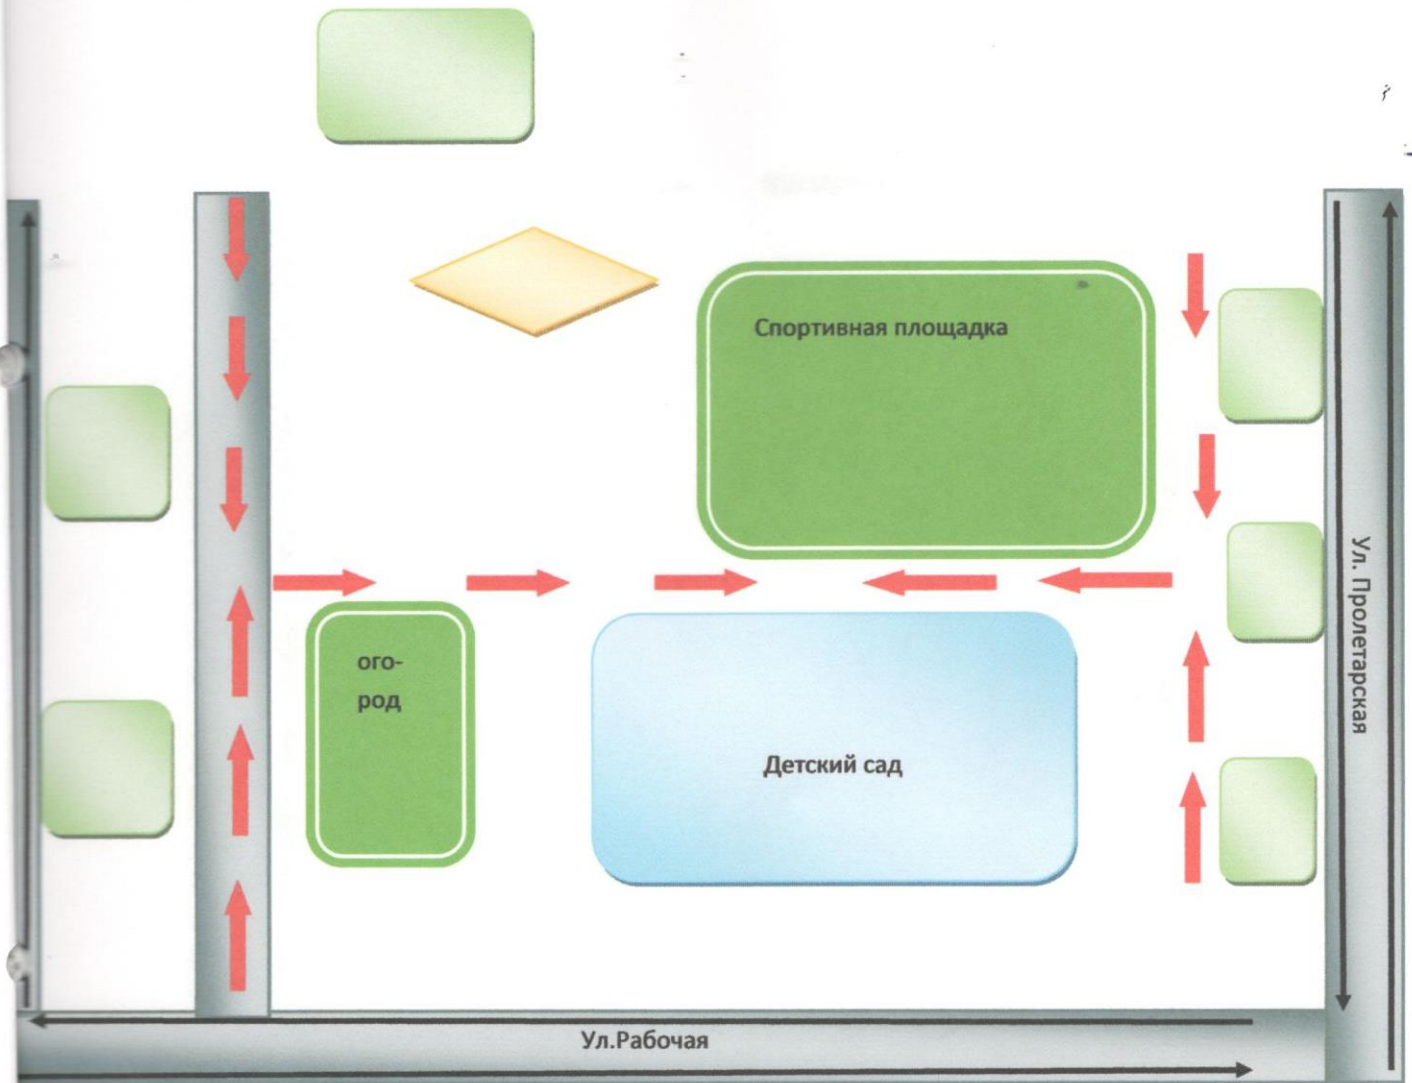 Спортивная площадка
ого-
род
Детский сад
Ул. Пролетарская
Ул.Рабочая